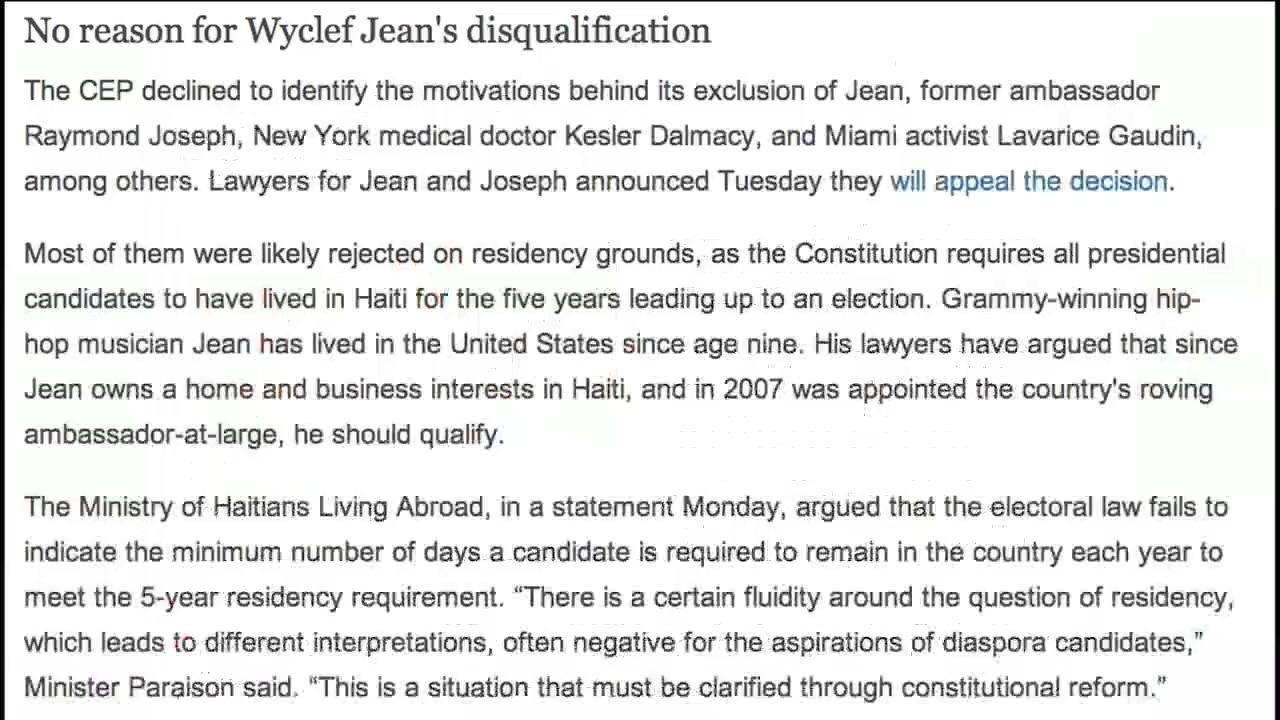 No reason for Wyclef Jean's disqualification
The CEP declined to identify the motivations behind its exclusion of Jean, former ambassador
Raymond Joseph, New York medical doctor Kesler Dalmacy, and Miami activist Lavarice Gaudin,
among others. Lawyers for Jean and Joseph announced Tuesday they will appeal the decision.
Most of them were likely rejected on residency grounds, as the Constitution requires all presidential
candidates to have lived in Haiti for the five years leading up to an election. Grammy-winning hip-
hop musician Jean has lived in the United States since age nine. His lawyers have argued that since
Jean owns a home and business interests in Haiti, and in 2007 was appointed the country's roving
ambassador-at-large, he should qualify.
The Ministry of Haitians Living Abroad, in a statement Monday, argued that the electoral law fails to
indicate the minimum number of days a candidate is required to remain in the country each year to
meet the 5-year residency requirement. “There is a certain fluidity around the question of residency,
which leads to different interpretations, often negative for the aspirations of diaspora candidates,”
Minister Paraison said. “This is a situation that must be clarified through constitutional reform.”